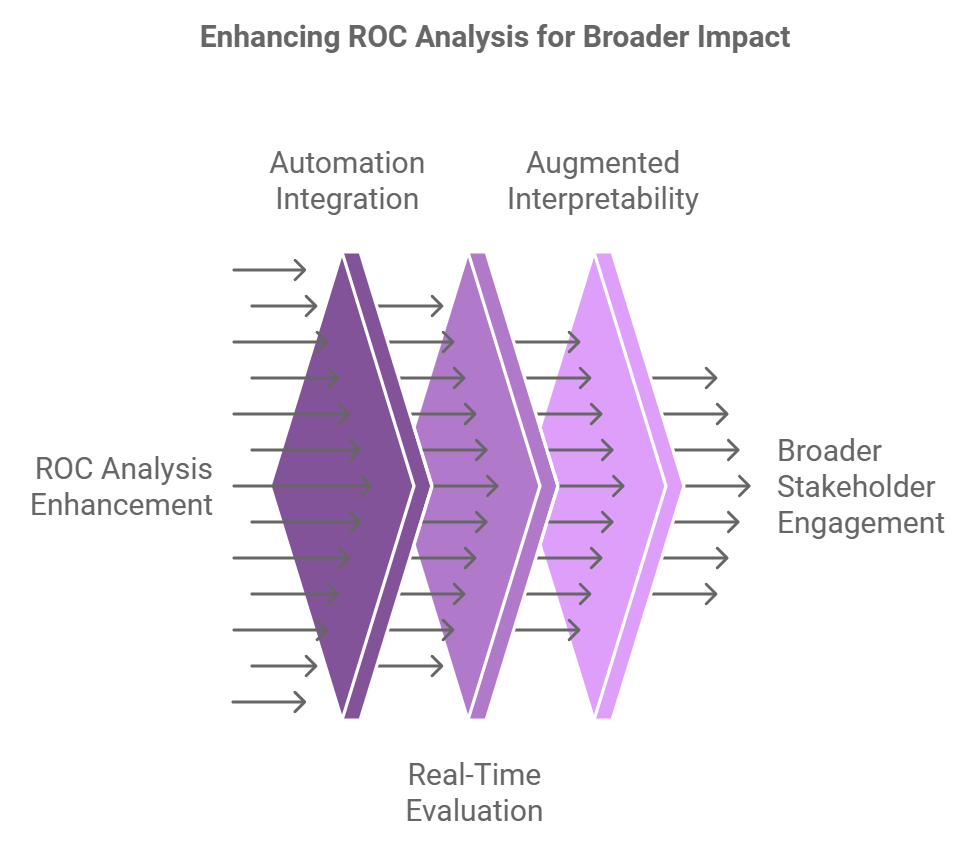 Enhancing ROC Analysis for Broader Impact
Automation
Integration
Augmented
Interpretability
ROC Analysis
Enhancement
Broader
Stakeholder
Engagement
Real-Time
Evaluation